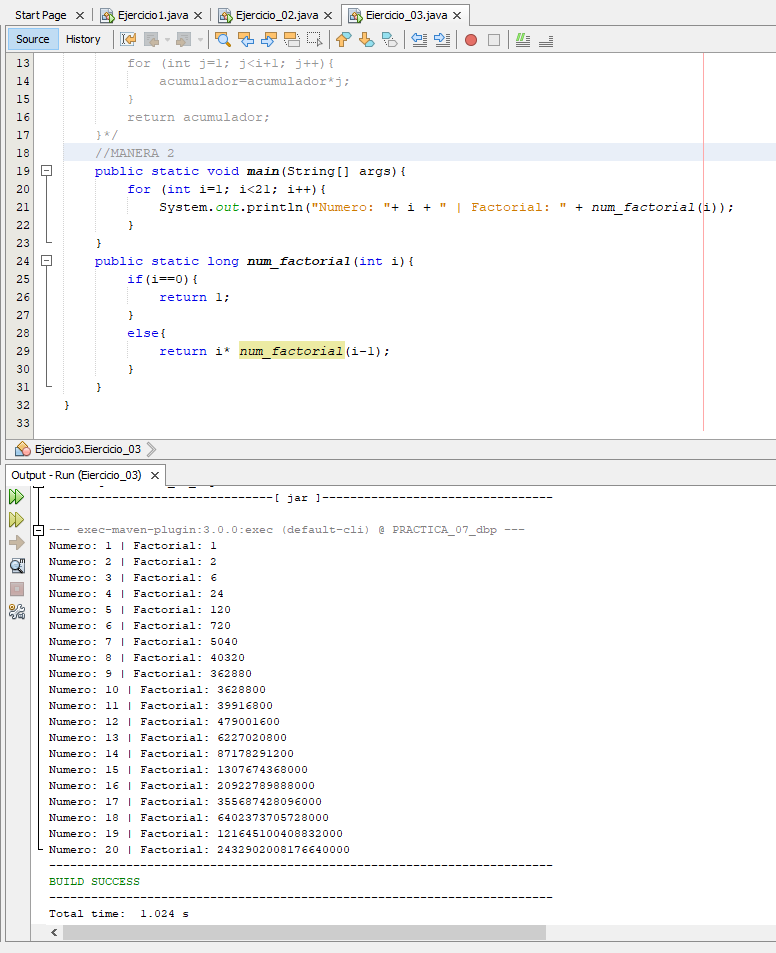 Start Page Ejercicio1.java Ejercicio_02.java Eiercicio_03.java
Source History
13 for (int j=1; j<i+1; j++){
14 acumulador=acumulador*j;
15 }
16 return acumulador;
17 }*/
18 //MANERA 2
19 public static void main(String[] args){
20 for (int i=1; i<21; i++){
21 System.out.println("Numero: "+ i + " | Factorial: " + num_factorial(i));
22 }
23 }
24 public static long num_factorial(int i){
25 if(i==0){
26 return 1;
27 }
28 else{
29 return i* num_factorial(i-1);
30 }
31 }
32 }
33
Ejercicio3.Eiercicio_03
Output - Run (Eiercicio_03)
--------------------------------[ jar ]---------------------------------
--- exec-maven-plugin:3.0.0:exec (default-cli) @ PRACTICA_07_dbp ---
Numero: 1 | Factorial: 1
Numero: 2 | Factorial: 2
Numero: 3 | Factorial: 6
Numero: 4 | Factorial: 24
Numero: 5 | Factorial: 120
Numero: 6 | Factorial: 720
Numero: 7 | Factorial: 5040
Numero: 8 | Factorial: 40320
Numero: 9 | Factorial: 362880
Numero: 10 | Factorial: 3628800
Numero: 11 | Factorial: 39916800
Numero: 12 | Factorial: 479001600
Numero: 13 | Factorial: 6227020800
Numero: 14 | Factorial: 87178291200
Numero: 15 | Factorial: 1307674368000
Numero: 16 | Factorial: 20922789888000
Numero: 17 | Factorial: 355687428096000
Numero: 18 | Factorial: 6402373705728000
Numero: 19 | Factorial: 121645100408832000
Numero: 20 | Factorial: 2432902008176640000
------------------------------------------------------------------------
BUILD SUCCESS
------------------------------------------------------------------------
Total time:  1.024 s